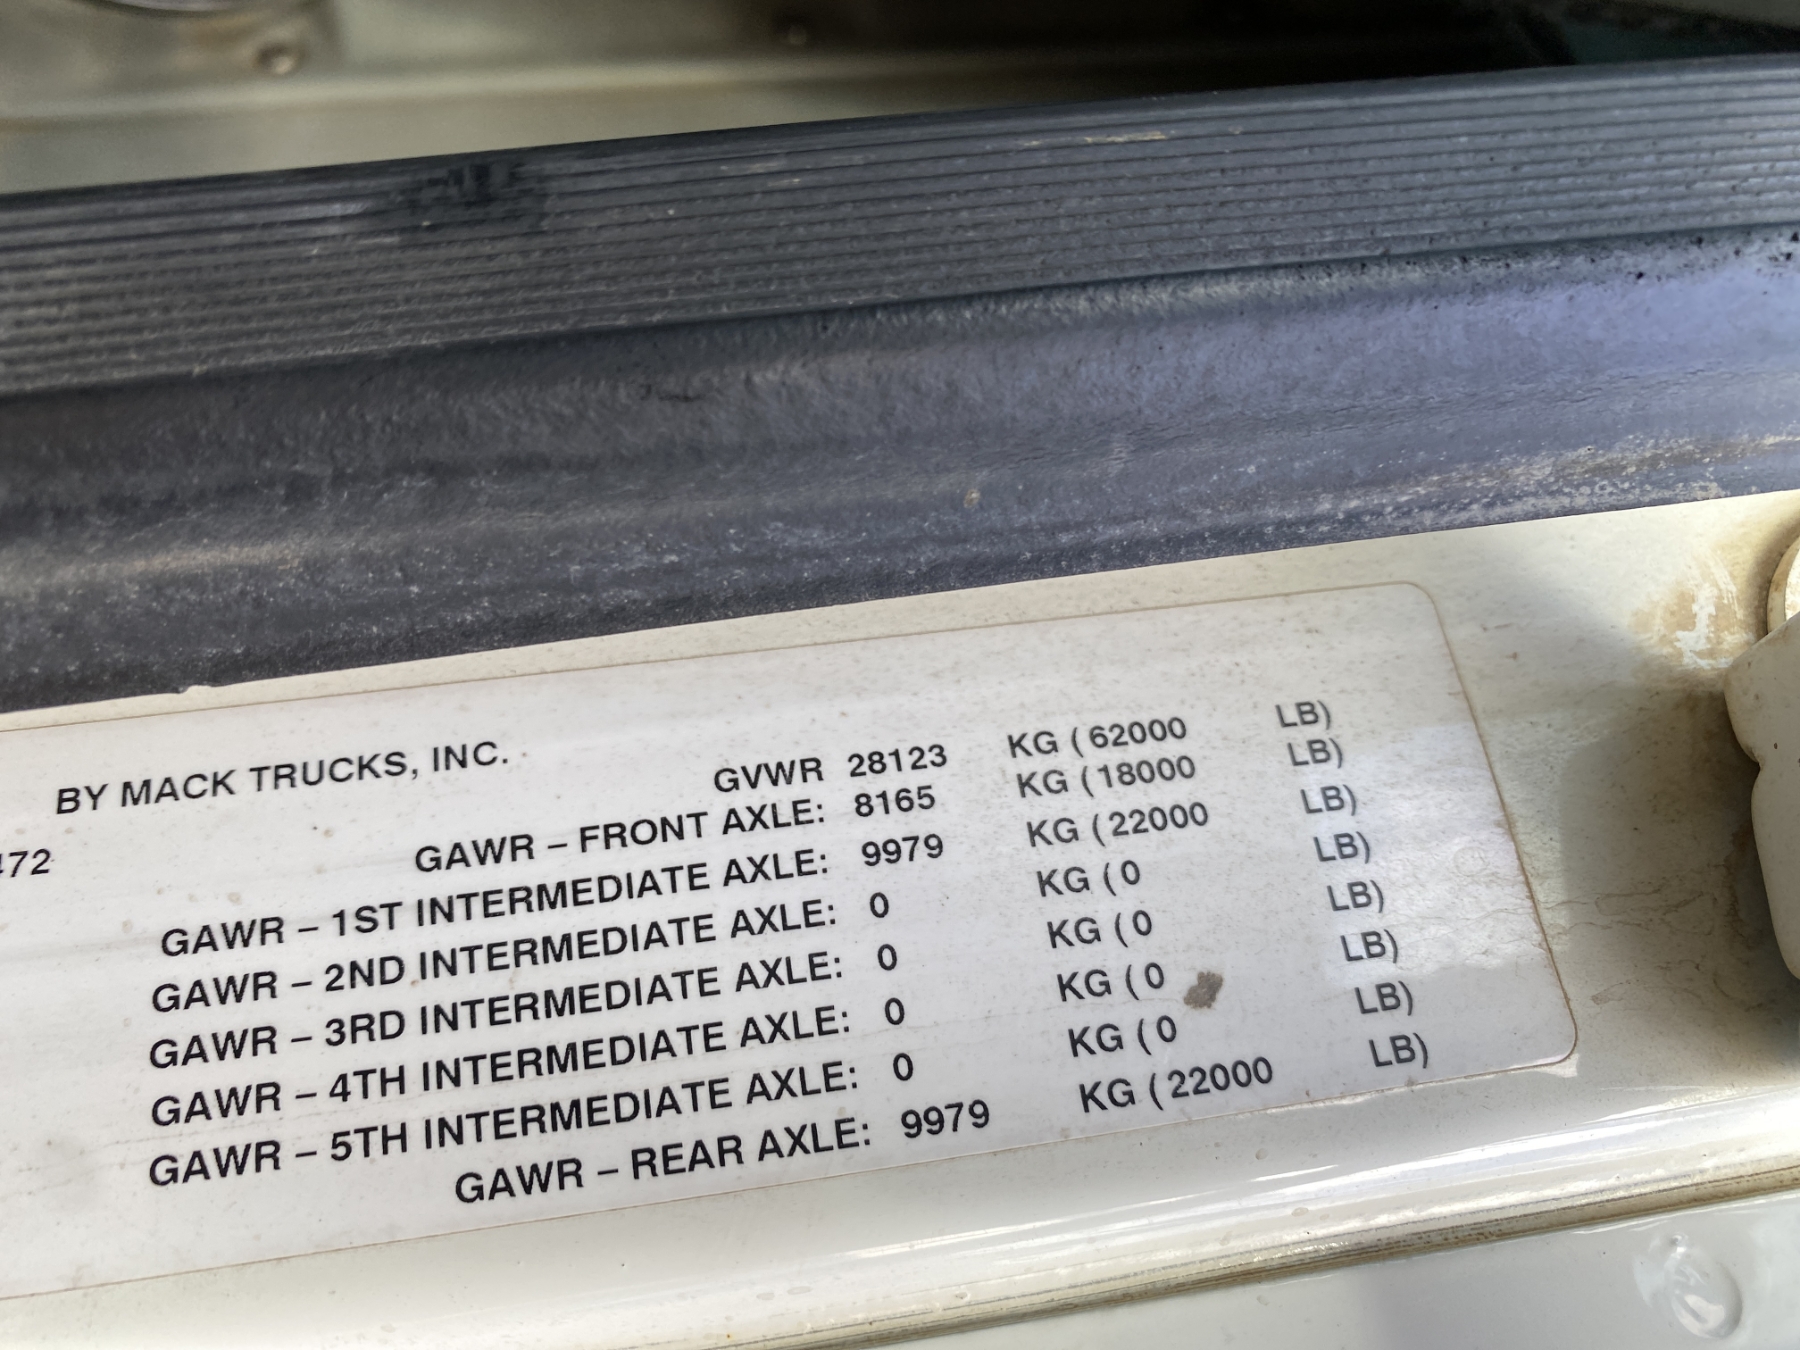 BY MACK TRUCKS, INC.
472
GVWR 28123 KG (62000 LB)
GAWR – FRONT AXLE: 8165 KG (18000 LB)
GAWR – 1ST INTERMEDIATE AXLE: 9979 KG (22000 LB)
GAWR – 2ND INTERMEDIATE AXLE: 0 KG (0 LB)
GAWR – 3RD INTERMEDIATE AXLE: 0 KG (0 LB)
GAWR – 4TH INTERMEDIATE AXLE: 0 KG (0 LB)
GAWR – 5TH INTERMEDIATE AXLE: 0 KG (0 LB)
GAWR – REAR AXLE: 9979 KG (22000 LB)